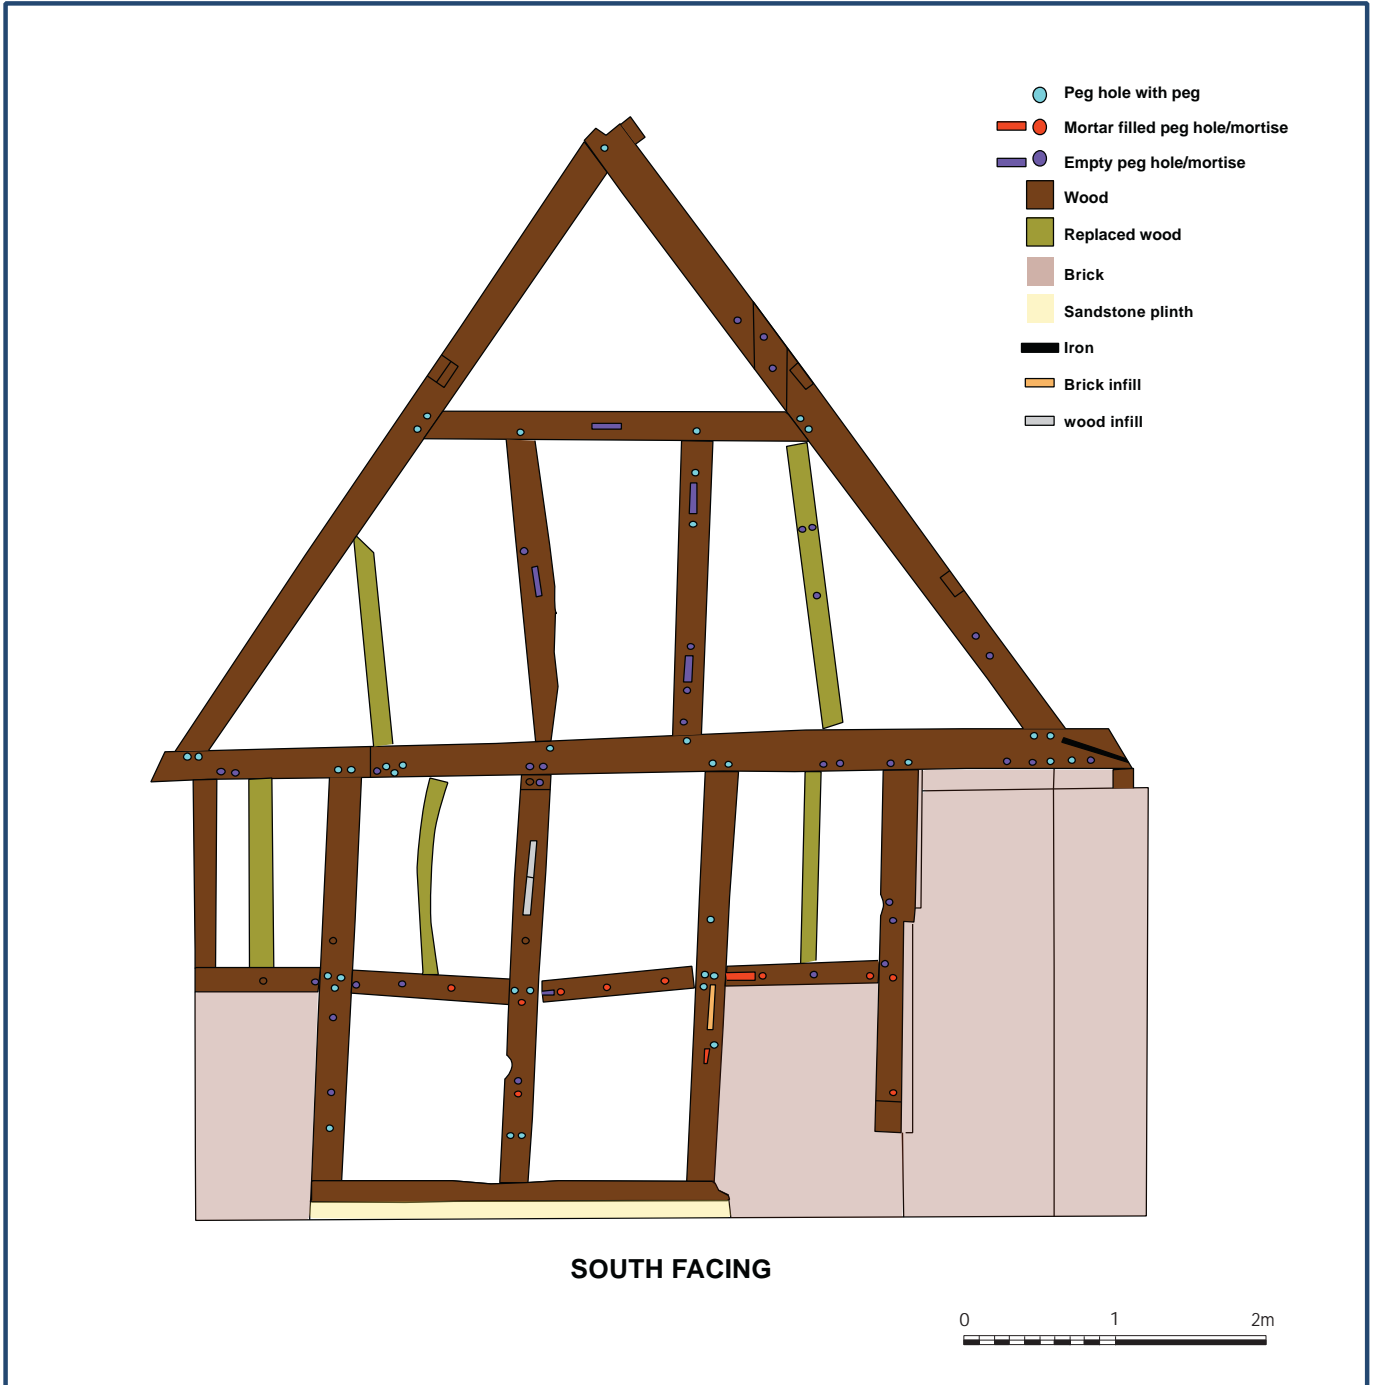 Peg hole with peg
Mortar filled peg hole/mortise
Empty peg hole/mortise
Wood
Replaced wood
Brick
Sandstone plinth
Iron
Brick infill
wood infill
SOUTH FACING
0 1 2m